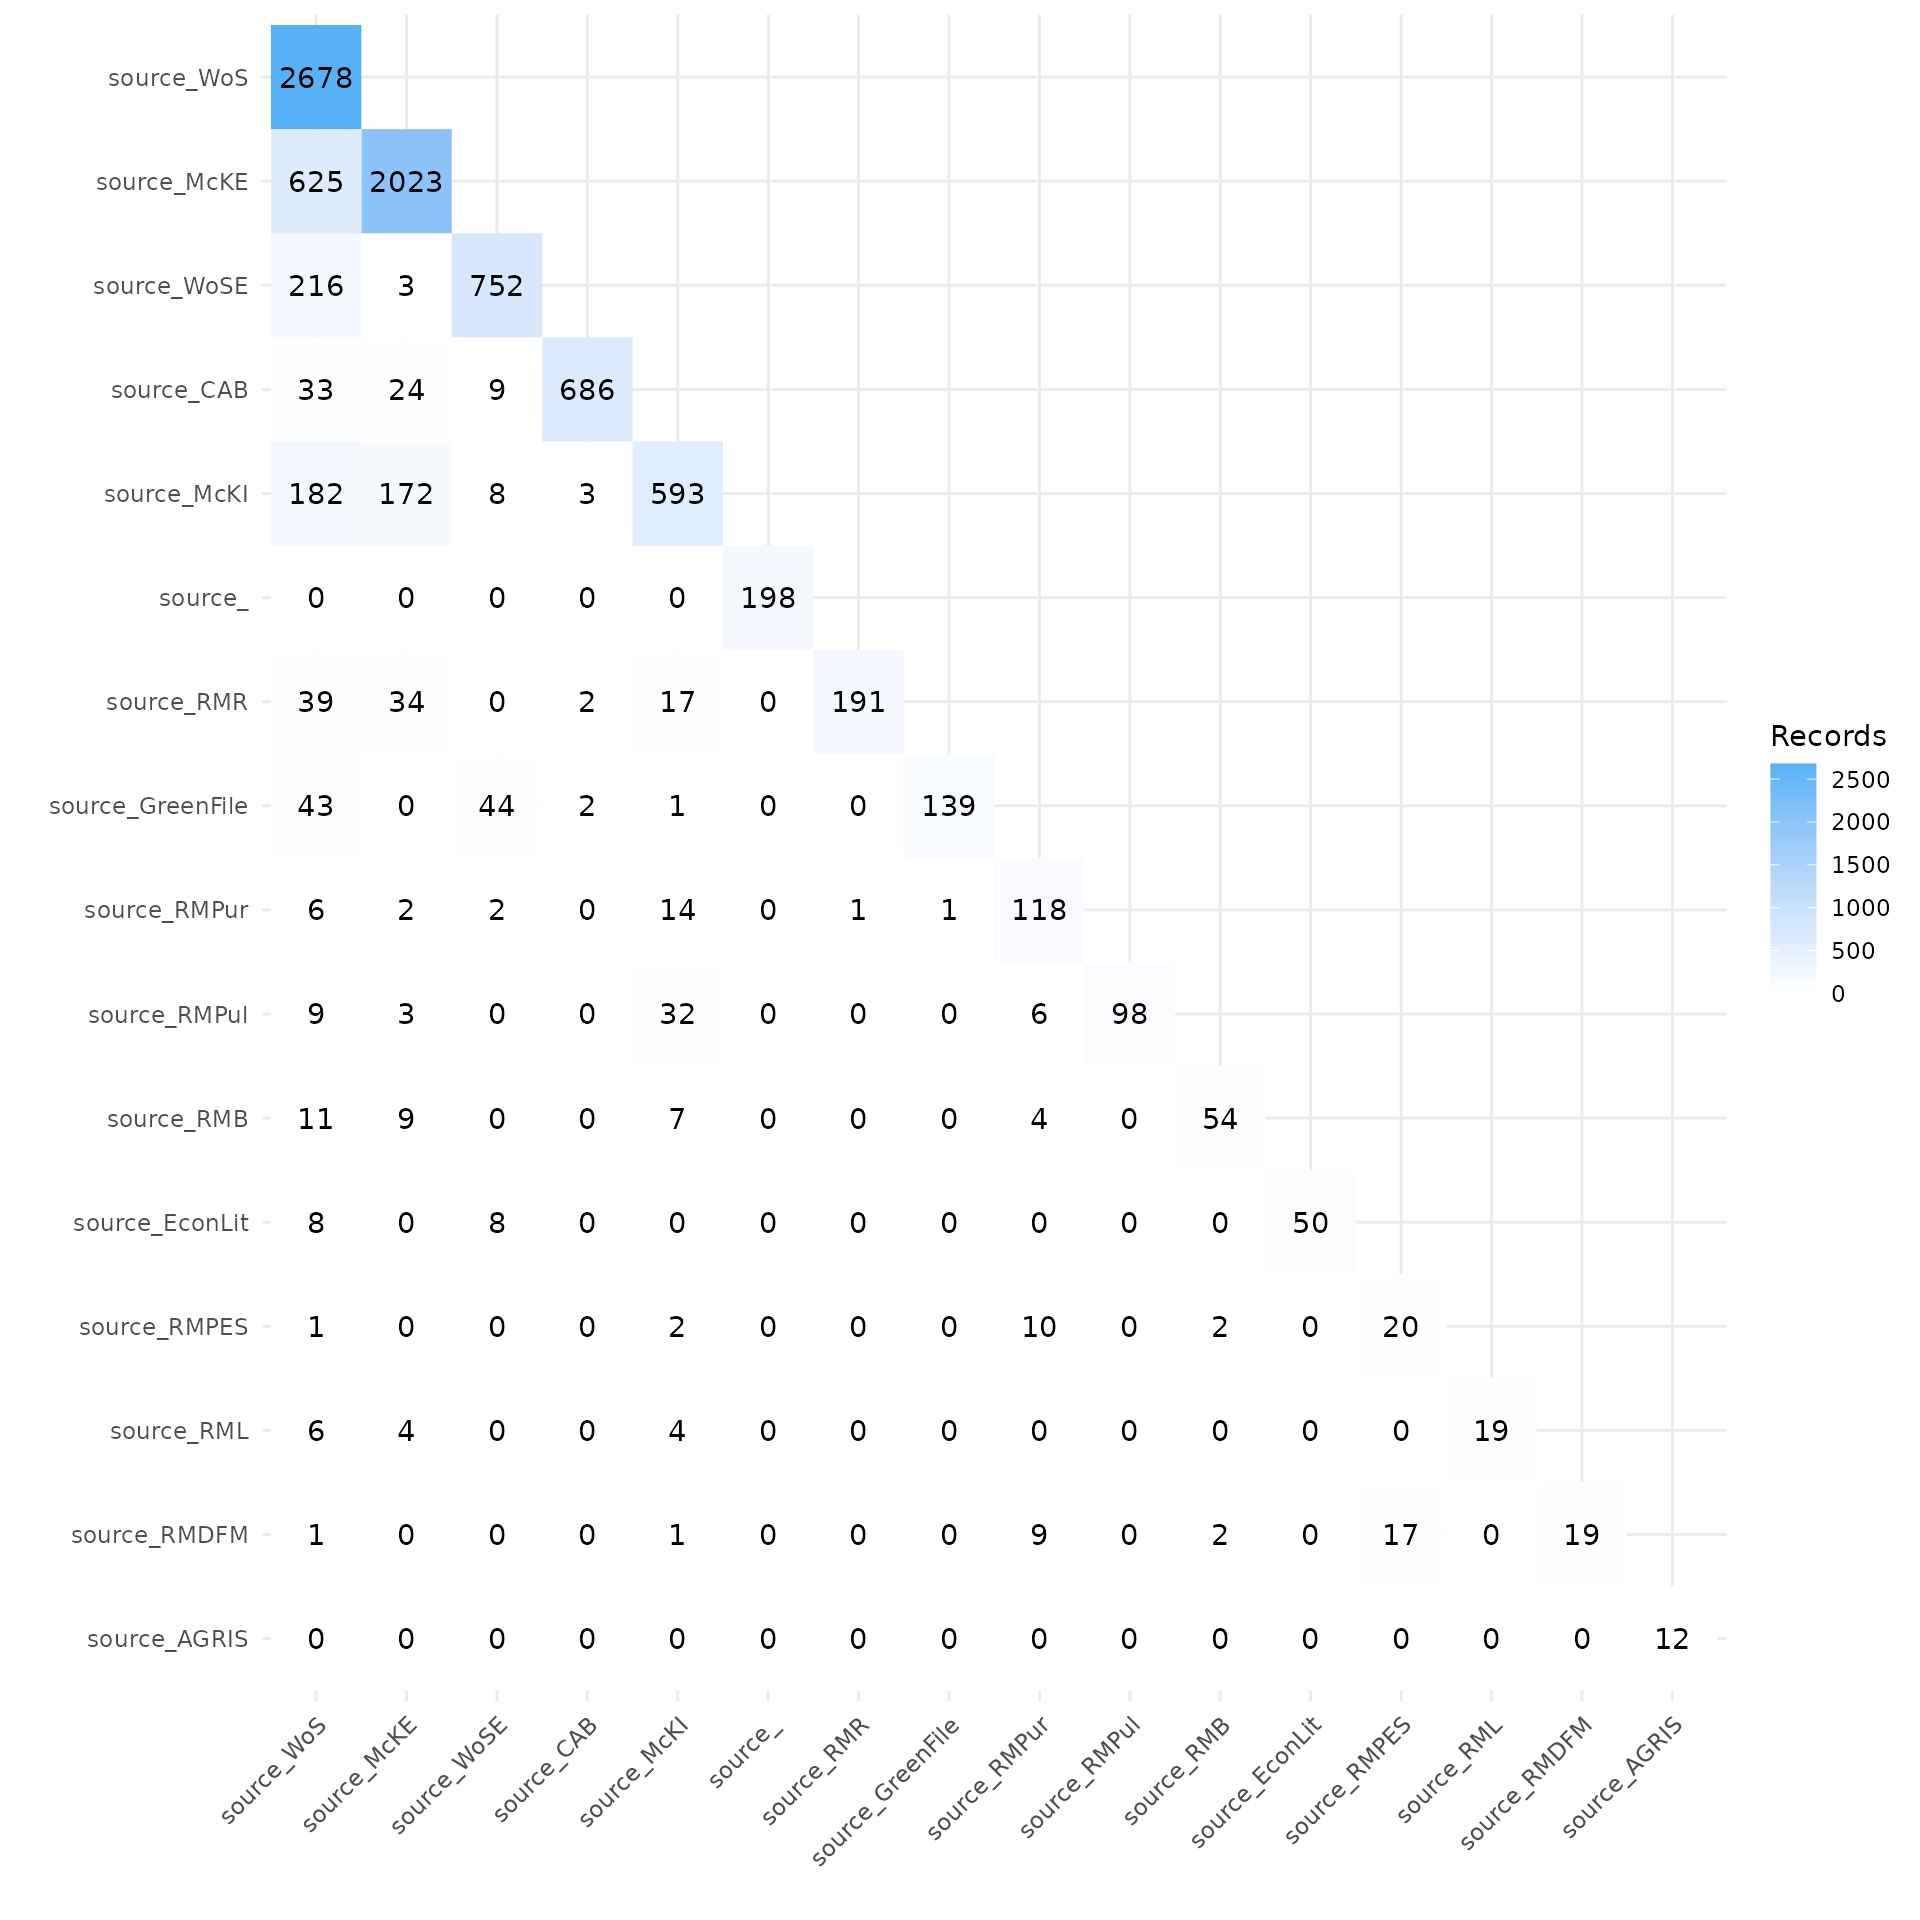 source_WoS 2678
source_McKE 625 2023
source_WoSE 216 3 752
source_CAB 33 24 9 686
source_McKI 182 172 8 3 593
source_ 0 0 0 0 0 198
source_RMR 39 34 0 2 17 0 191
source_GreenFile 43 0 44 2 1 0 0 139
source_RMPur 6 2 2 0 14 0 1 1 118
source_RMPul 9 3 0 0 32 0 0 0 6 98
source_RMB 11 9 0 0 7 0 0 0 4 0 54
source_EconLit 8 0 8 0 0 0 0 0 0 0 0 50
source_RMPES 1 0 0 0 2 0 0 0 10 0 2 0 20
source_RML 6 4 0 0 4 0 0 0 0 0 0 0 0 19
source_RMDFM 1 0 0 0 1 0 0 0 9 0 2 0 17 0 19
source_AGRIS 0 0 0 0 0 0 0 0 0 0 0 0 0 0 0 12
source_WoS source_McKE source_WoSE source_CAB source_McKI source_ source_RMR source_GreenFile source_RMPur source_RMPul source_RMB source_EconLit source_RMPES source_RML source_RMDFM source_AGRIS
Records
2500
2000
1500
1000
500
0